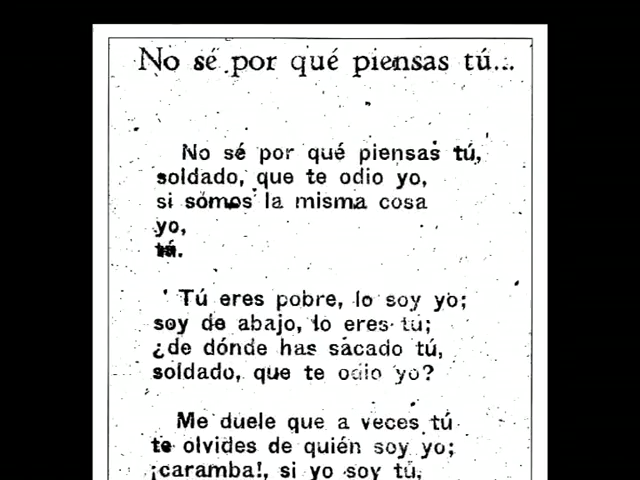 No sé por qué piensas tú...
No sé por qué piensas tú,
soldado, que te odio yo,
si somos la misma cosa
yo,
tú.
Tú eres pobre, lo soy yo;
soy de abajo, lo eres tú;
¿de dónde has sacado tú,
soldado, que te odio yo?
Me duele que a veces tú
te olvides de quién soy yo;
¡caramba!, si yo soy tú,